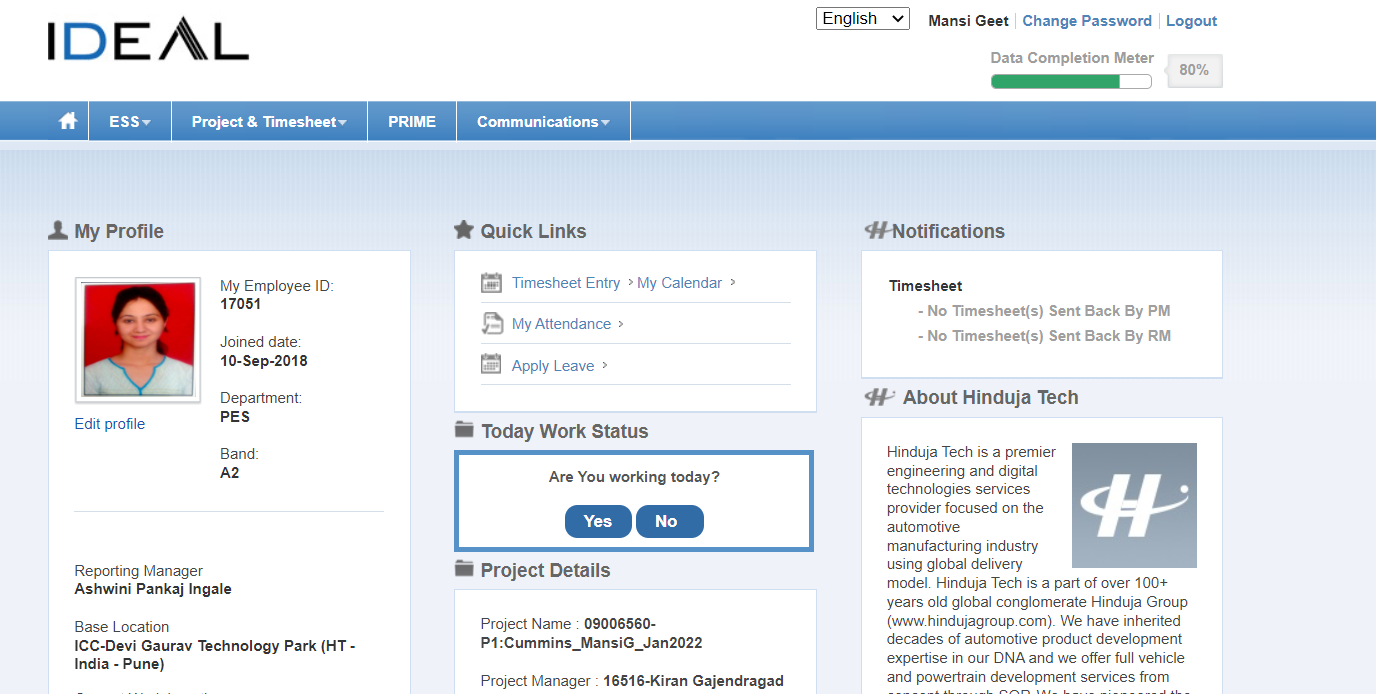 IDEAL
English
Mansi Geet
Change Password
Logout
Data Completion Meter
80%
ESS
Project & Timesheet
PRIME
Communications
My Profile
My Employee ID:
17051
Joined date:
10-Sep-2018
Department:
PES
Band:
A2
Edit profile
Reporting Manager
Ashwini Pankaj Ingale
Base Location
ICC-Devi Gaurav Technology Park (HT -
India - Pune)
Quick Links
Timesheet Entry
My Calendar
My Attendance
Apply Leave
Today Work Status
Are You working today?
Yes
No
Project Details
Project Name : 09006560-
P1:Cummins_MansiG_Jan2022
Project Manager : 16516-Kiran Gajendragad
Notifications
Timesheet
- No Timesheet(s) Sent Back By PM
- No Timesheet(s) Sent Back By RM
About Hinduja Tech
Hinduja Tech is a premier
engineering and digital
technologies services
provider focused on the
automotive
manufacturing industry
using global delivery
model. Hinduja Tech is a part of over 100+
years old global conglomerate Hinduja Group
(www.hindujagroup.com). We have inherited
decades of automotive product development
expertise in our DNA and we offer full vehicle
and powertrain development services from